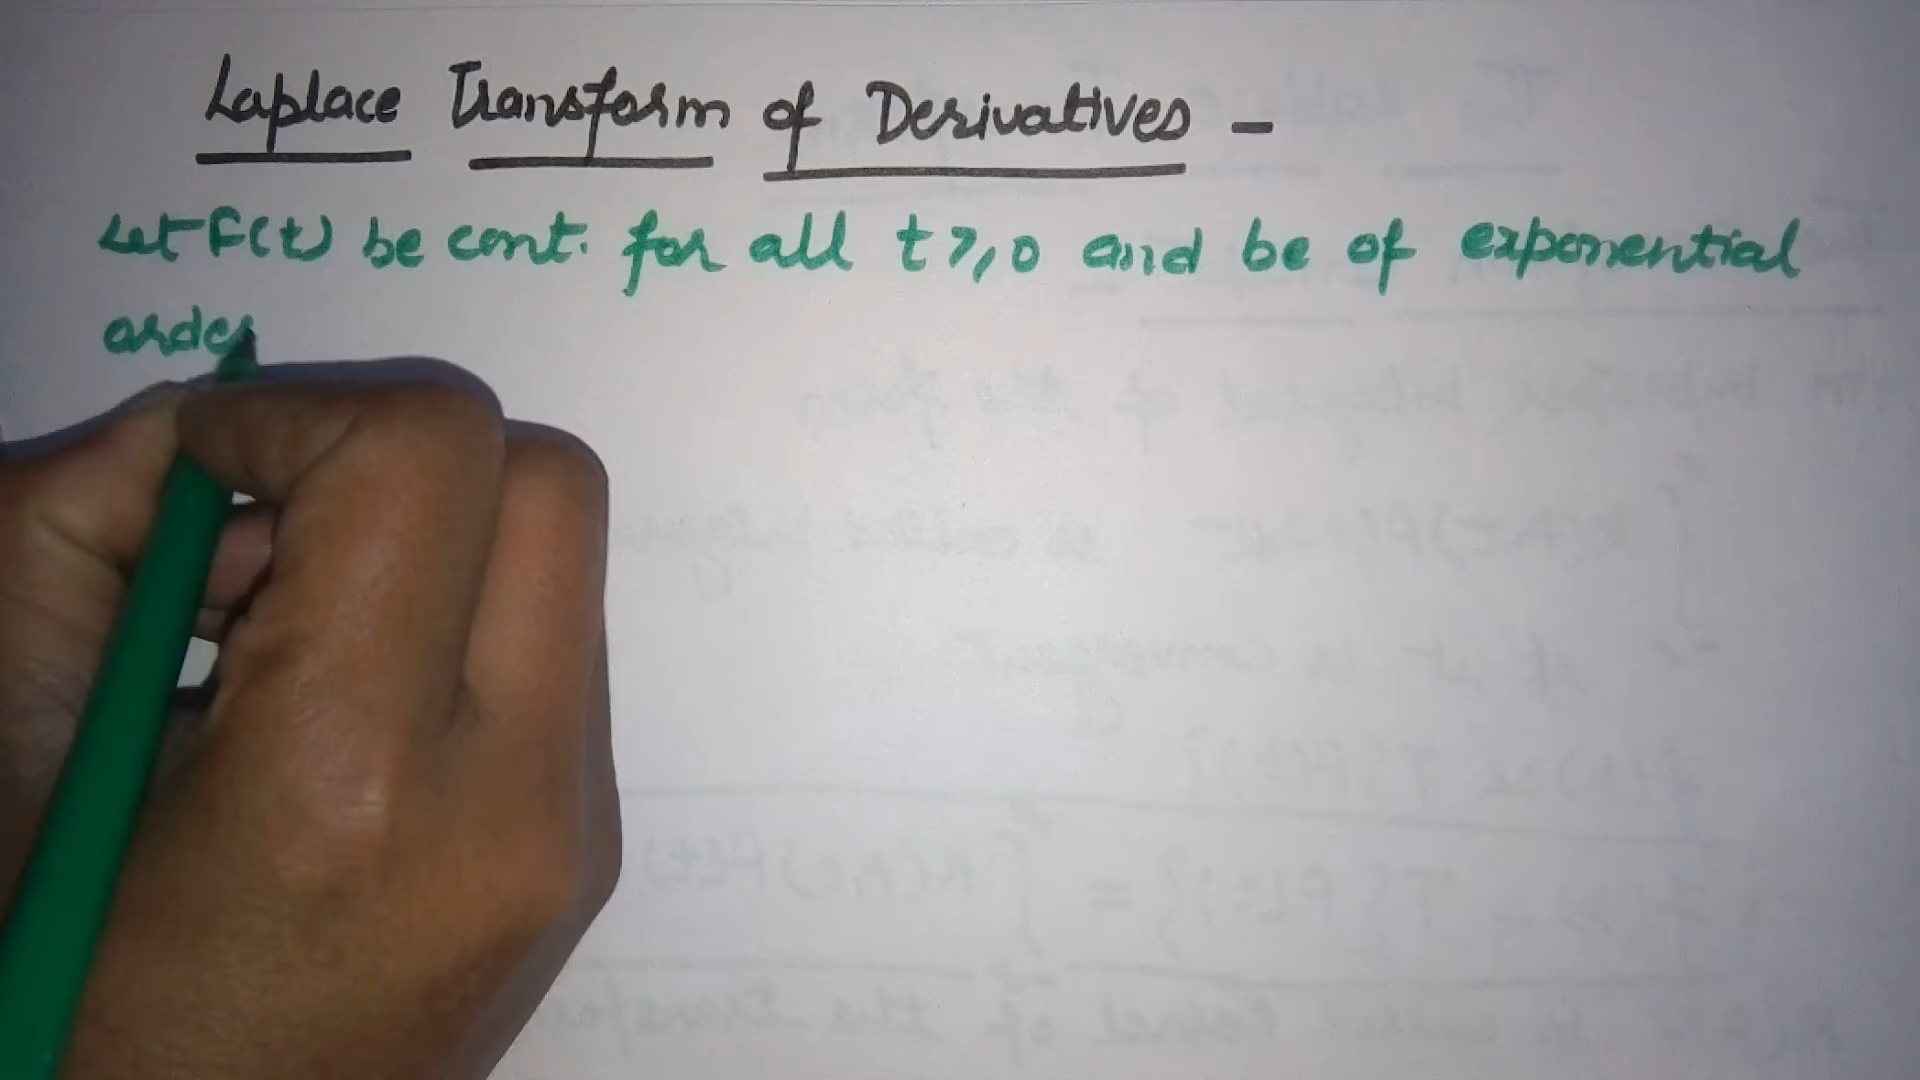 Laplace Transform of Derivatives -
Let F(t) be cont. for all t ≥ 0 and be of exponential
order